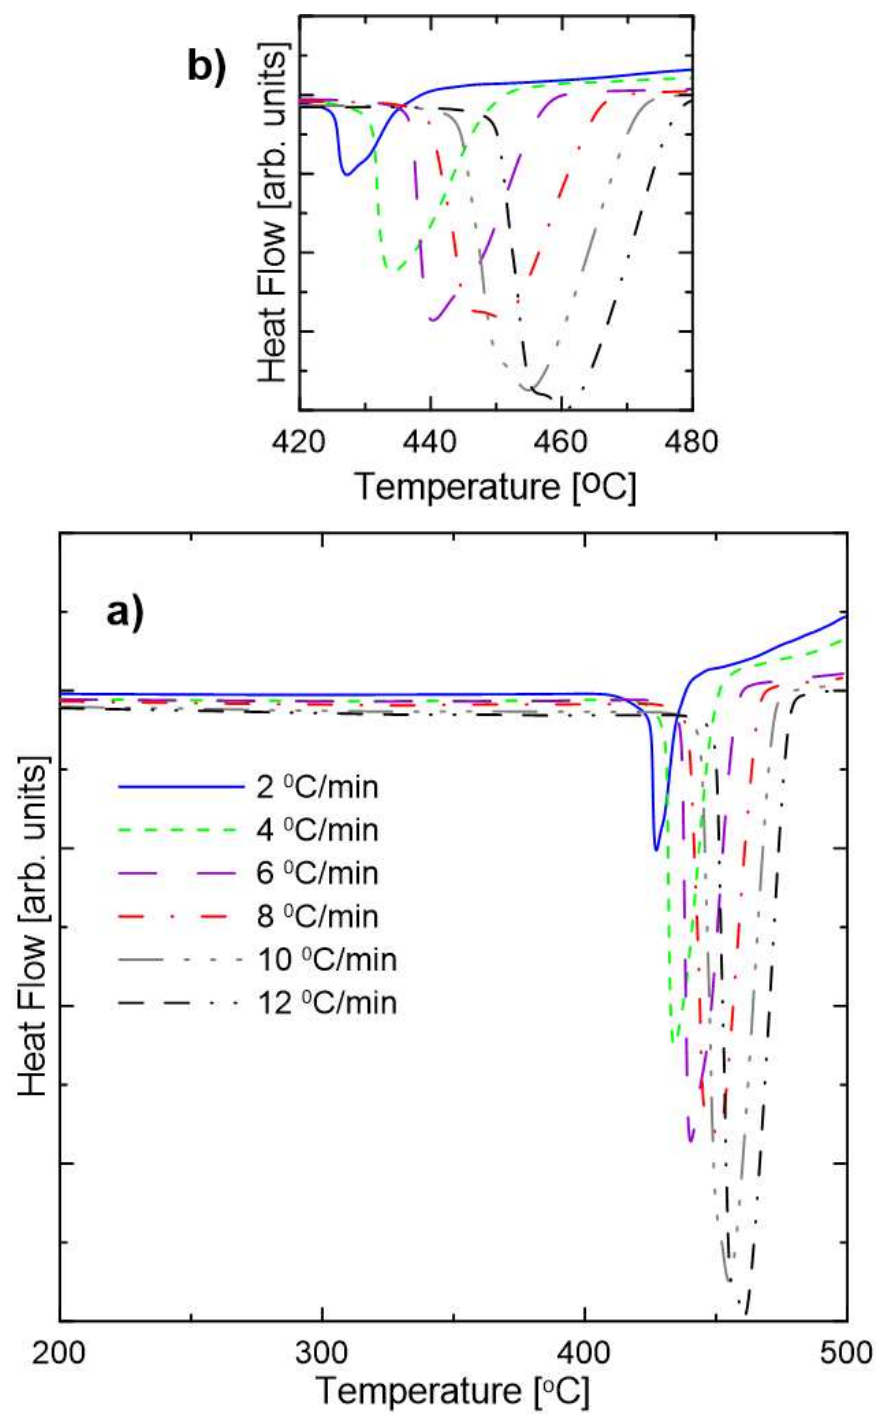 b)
Heat Flow [arb. units]
420 440 460 480
Temperature [ºC]
a)
Heat Flow [arb. units]
2 ⁰C/min
4 ⁰C/min
6 ⁰C/min
8 ⁰C/min
10 ⁰C/min
12 ⁰C/min
200 300 400 500
Temperature [ºC]